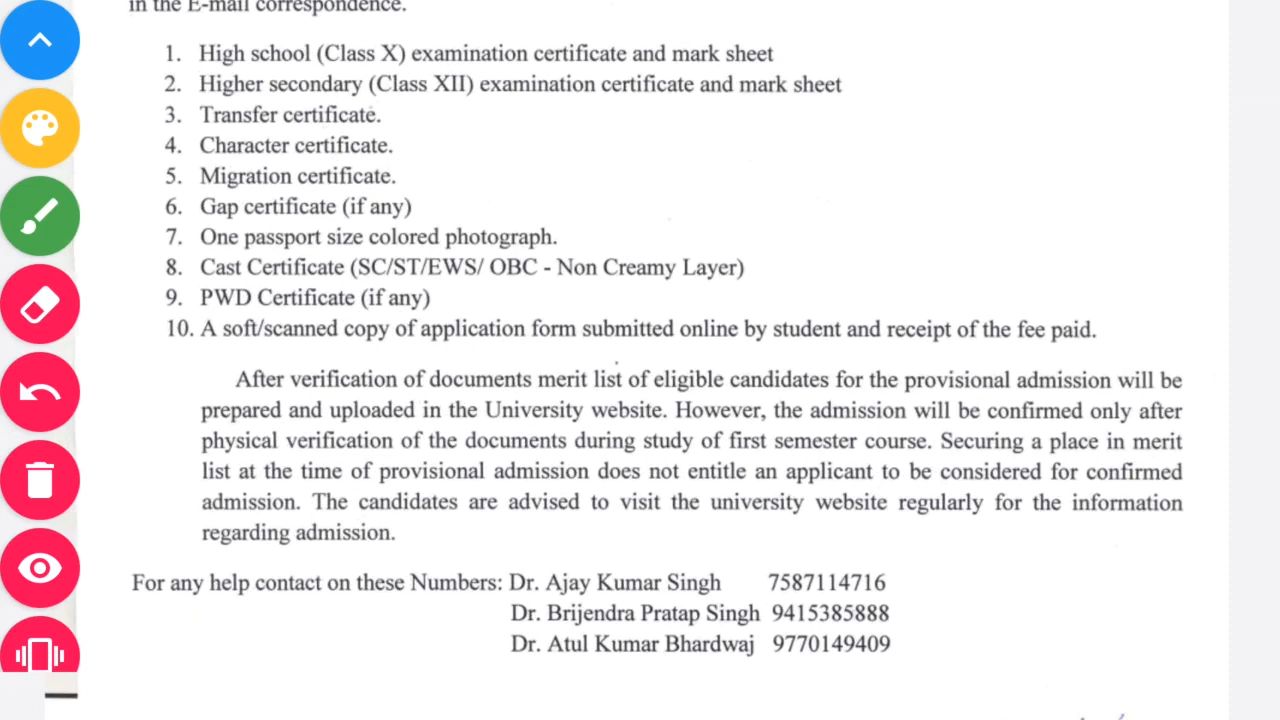 in the E-mail correspondence.
1. High school (Class X) examination certificate and mark sheet
2. Higher secondary (Class XII) examination certificate and mark sheet
3. Transfer certificate.
4. Character certificate.
5. Migration certificate.
6. Gap certificate (if any)
7. One passport size colored photograph.
8. Cast Certificate (SC/ST/EWS/ OBC - Non Creamy Layer)
9. PWD Certificate (if any)
10. A soft/scanned copy of application form submitted online by student and receipt of the fee paid.
After verification of documents merit list of eligible candidates for the provisional admission will be
prepared and uploaded in the University website. However, the admission will be confirmed only after
physical verification of the documents during study of first semester course. Securing a place in merit
list at the time of provisional admission does not entitle an applicant to be considered for confirmed
admission. The candidates are advised to visit the university website regularly for the information
regarding admission.
For any help contact on these Numbers: Dr. Ajay Kumar Singh 7587114716
Dr. Brijendra Pratap Singh 9415385888
Dr. Atul Kumar Bhardwaj 9770149409